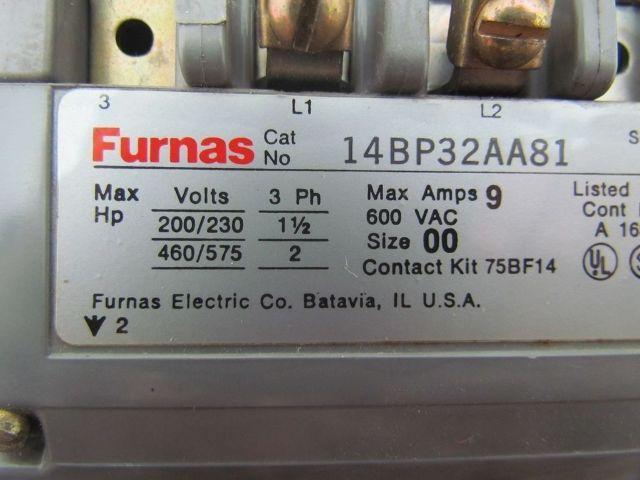 3 L1 L2
Furnas Cat No 14BP32AA81 S
Max Hp Volts 3 Ph Max Amps 9 Listed
200/230 1½ 600 VAC Cont
460/575 2 Size 00 A 16
Contact Kit 75BF14 UL
Furnas Electric Co. Batavia, IL U.S.A.
2